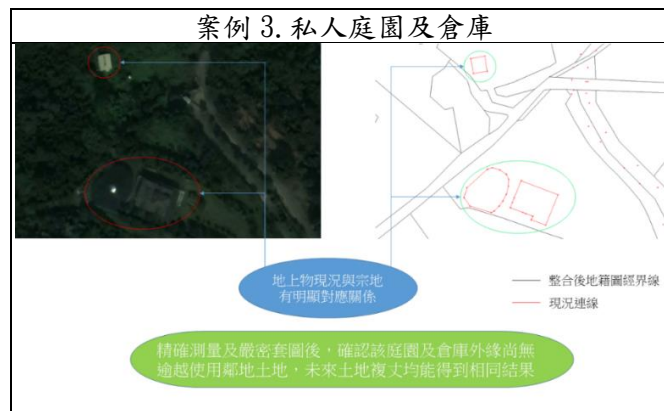 案例 3. 私人庭園及倉庫
地上物現況與宗地
有明顯對應關係
整合後地籍圖經界線
現況連線
精確測量及嚴密套圖後，確認該庭園及倉庫外緣尚無
逾越使用鄰地土地，未來土地複丈均能得到相同結果